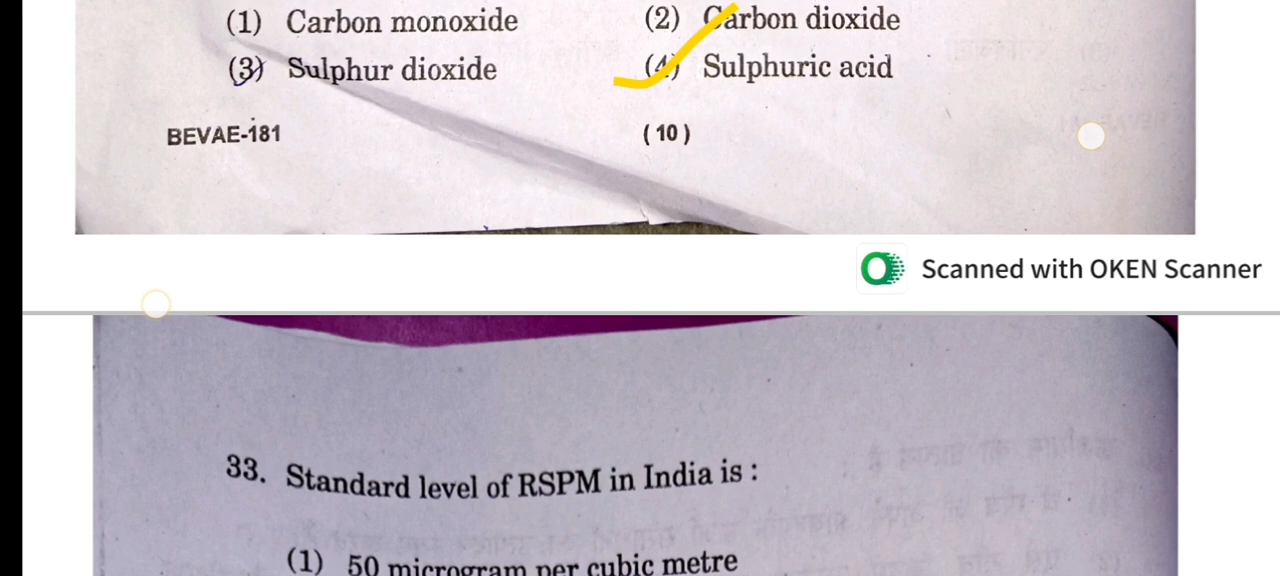 (1) Carbon monoxide (2) Carbon dioxide
(3) Sulphur dioxide (4) Sulphuric acid
BEVAE-181 (10)
Scanned with OKEN Scanner
33. Standard level of RSPM in India is :
(1) 50 microgram per cubic metre